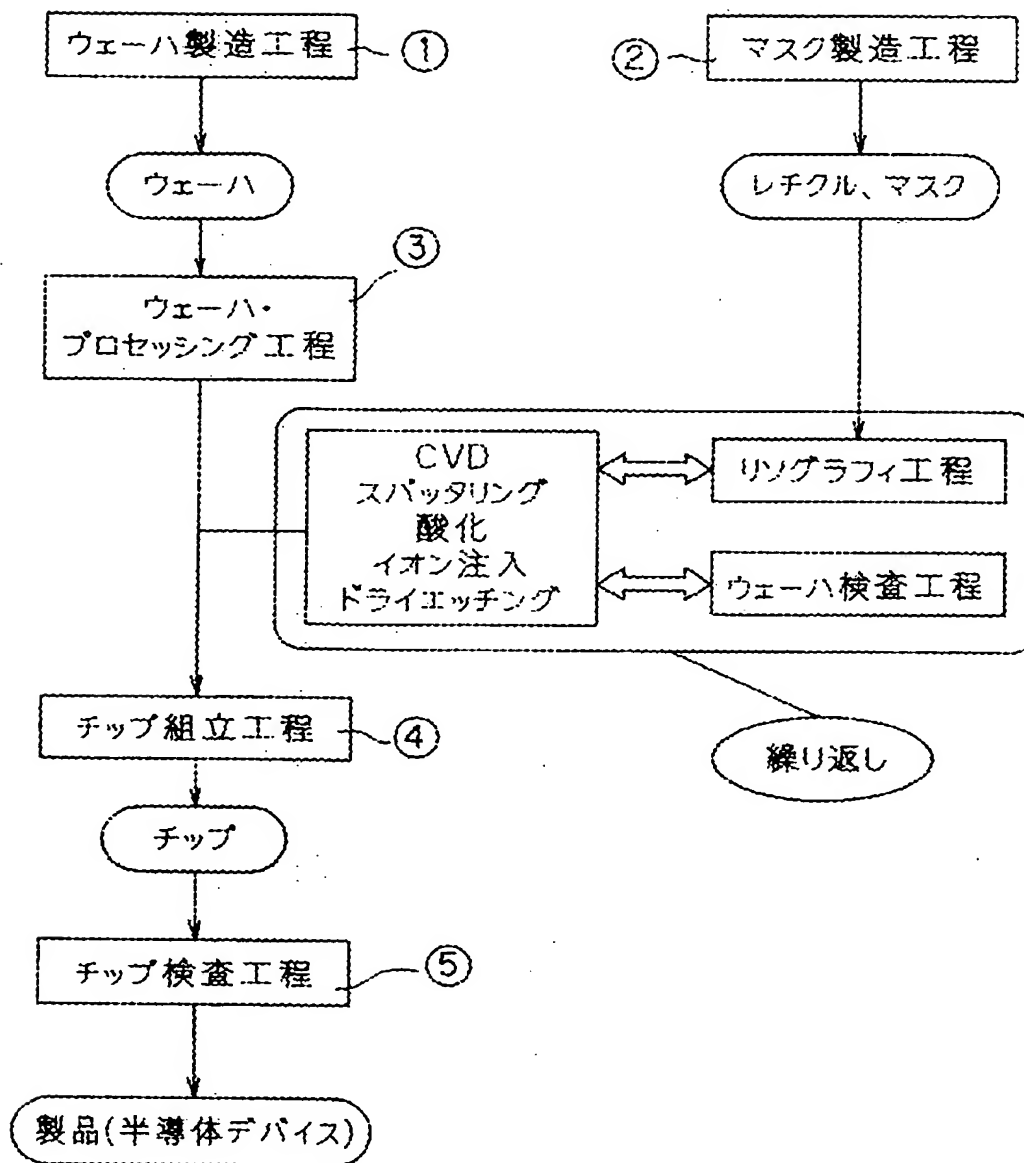 ウェーハ製造工程
①
②
マスク製造工程
ウェーハ
レチクル、マスク
③
ウェーハ・
プロセッシング工程
CVD
スパッタリング
酸化
イオン注入
ドライエッチング
リソグラフィ工程
ウェーハ検査工程
チップ組立工程
④
繰り返し
チップ
チップ検査工程
⑤
製品(半導体デバイス)